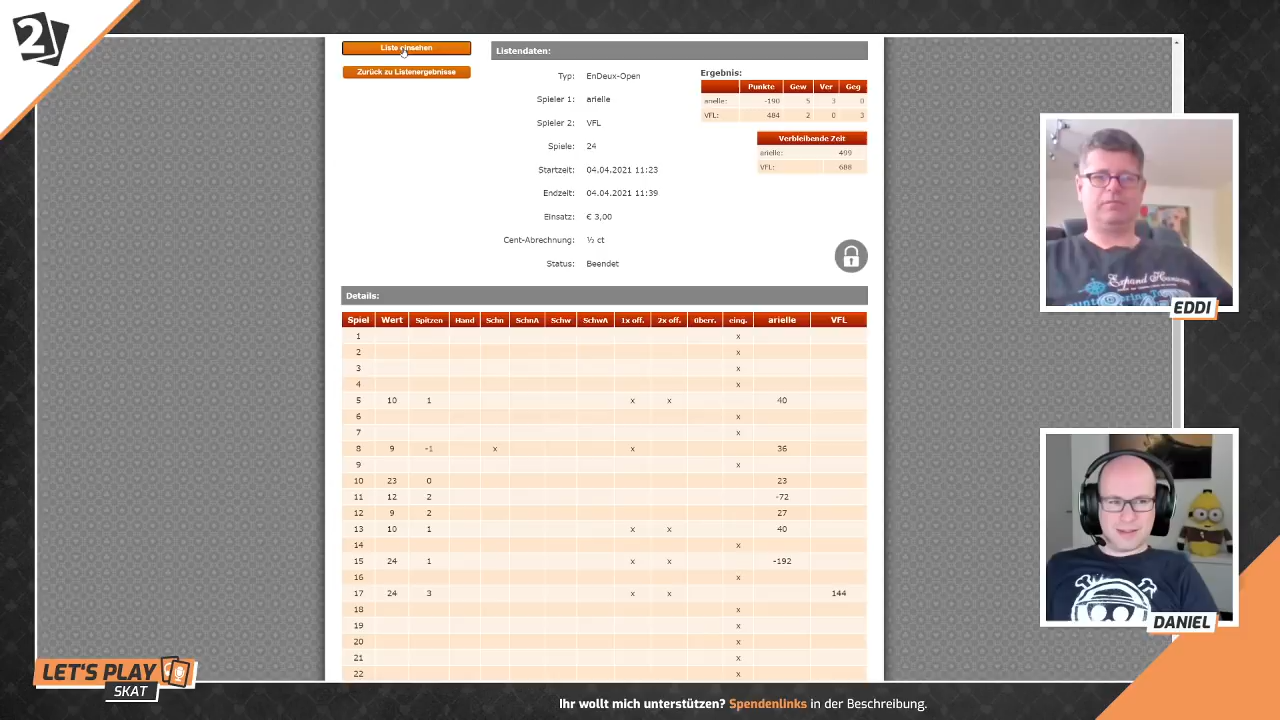 2
Liste einsehen
Zurück zu Listenergebnisse
Listendaten:
Typ: EnDeux-Open
Spieler 1: arielle
Spieler 2: VFL
Spiele: 24
Startzeit: 04.04.2021 11:23
Endzeit: 04.04.2021 11:39
Einsatz: € 3,00
Cent-Abrechnung: ½ ct
Status: Beendet
Ergebnis:
Punkte Gew Ver Geg
arielle: -190 5 3 0
VFL: 484 2 0 3
Verbleibende Zeit
arielle: 499
VFL: 688
Details:
Spiel Wert Spitzen Hand Schn SchnA Schw SchwA 1x off. 2x off. überr. eing. arielle VFL
1 x
2 x
3 x
4 x
5 10 1 x x 40
6 x
7 x
8 9 -1 x x 36
9 x
10 23 0 23
11 12 2 -72
12 9 2 27
13 10 1 x x 40
14 x
15 24 1 x x -192
16 x
17 24 3 x x 144
18 x
19 x
20 x
21 x
22 x
EDDI
DANIEL
LET'S PLAY
SKAT
Ihr wollt mich unterstützen? Spendenlinks in der Beschreibung.